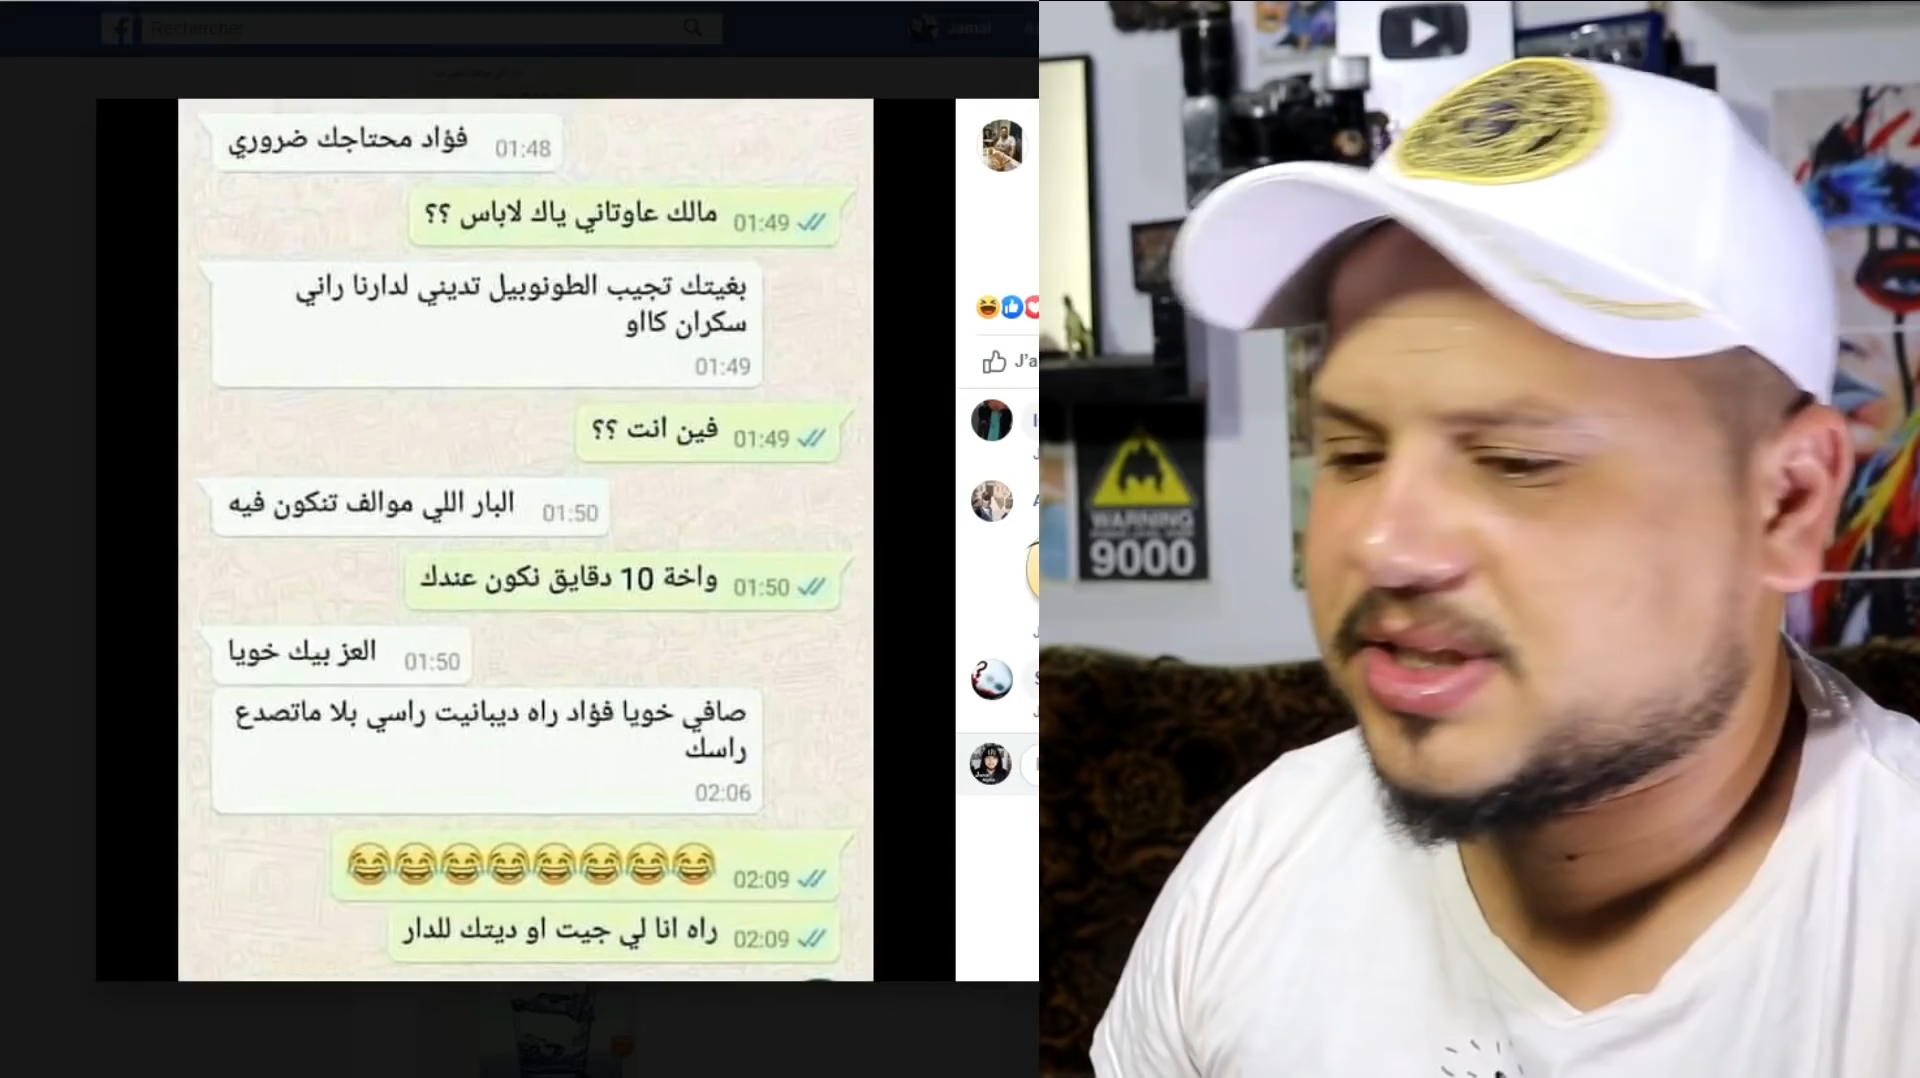 Rechercher
Jamal
فؤاد محتاجك ضروري
01:48
مالك عاوتاني ياك لاباس ؟؟
01:49
بغيتك تجيب الطونوبيل تديني لدارنا راني
سكران كااو
01:49
فين انت ؟؟
01:49
البار اللي موالف تنكون فيه
01:50
واخة 10 دقايق نكون عندك
01:50
العز بيك خويا
01:50
صافي خويا فؤاد راه ديبانيت راسي بلا ماتصدع
راسك
02:06
😂😂😂😂😂😂😂😂
02:09
راه انا لي جيت او ديتك للدار
02:09
J'a
WARNING
9000